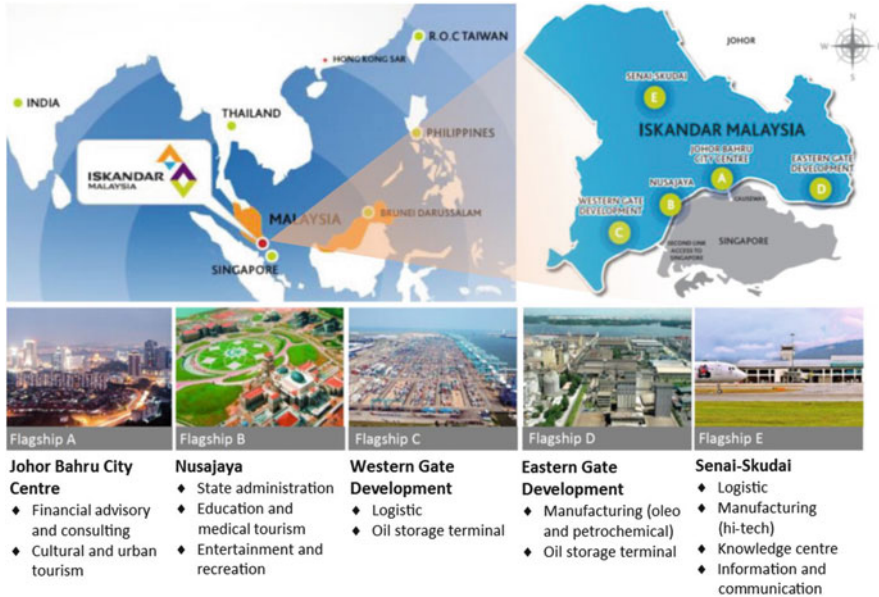 R.O.C TAIWAN
HONG KONG SAR
INDIA
THAILAND
PHILIPPINES
ISKANDAR
MALAYSIA
MALAYSIA
BRUNEI DARUSSALAM
SINGAPORE
JOHOR
N
W
E
S
SENAI-SKUDAI
E
ISKANDAR MALAYSIA
JOHOR BAHRU
CITY CENTRE
A
EASTERN GATE
DEVELOPMENT
D
NUSAJAYA
B
CAUSEWAY
WESTERN GATE
DEVELOPMENT
C
SECOND LINK
ACCESS TO
SINGAPORE
SINGAPORE
Flagship A
Flagship B
Flagship C
Flagship D
Flagship E
Johor Bahru City
Centre
♦ Financial advisory
and consulting
♦ Cultural and urban
tourism
Nusajaya
♦ State administration
♦ Education and
medical tourism
♦ Entertainment and
recreation
Western Gate
Development
♦ Logistic
♦ Oil storage terminal
Eastern Gate
Development
♦ Manufacturing (oleo
and petrochemical)
♦ Oil storage terminal
Senai-Skudai
♦ Logistic
♦ Manufacturing
(hi-tech)
♦ Knowledge centre
♦ Information and
communication